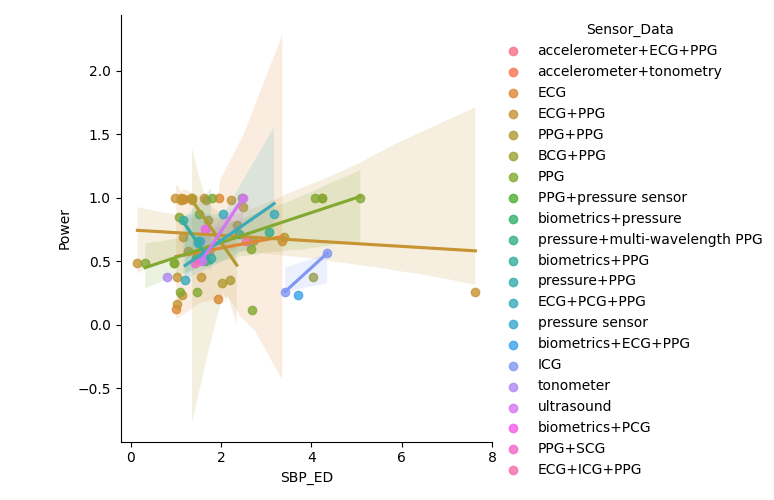 Sensor_Data
accelerometer+ECG+PPG
accelerometer+tonometry
ECG
ECG+PPG
PPG+PPG
BCG+PPG
PPG
PPG+pressure sensor
biometrics+pressure
pressure+multi-wavelength PPG
biometrics+PPG
pressure+PPG
ECG+PCG+PPG
pressure sensor
biometrics+ECG+PPG
ICG
tonometer
ultrasound
biometrics+PCG
PPG+SCG
ECG+ICG+PPG
Power
2.0
1.5
1.0
0.5
0.0
−0.5
0 2 4 6 8
SBP_ED